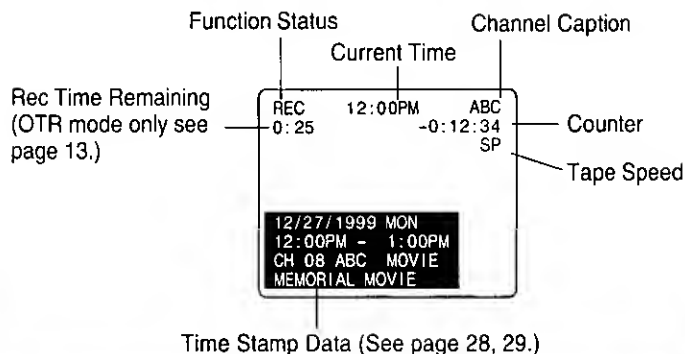 Function Status
Current Time
Channel Caption
Rec Time Remaining
(OTR mode only see
page 13.)
REC 12:00PM ABC
0:25 -0:12:34
SP
Counter
Tape Speed
12/27/1999 MON
12:00PM - 1:00PM
CH 08 ABC MOVIE
MEMORIAL MOVIE
Time Stamp Data (See page 28, 29.)